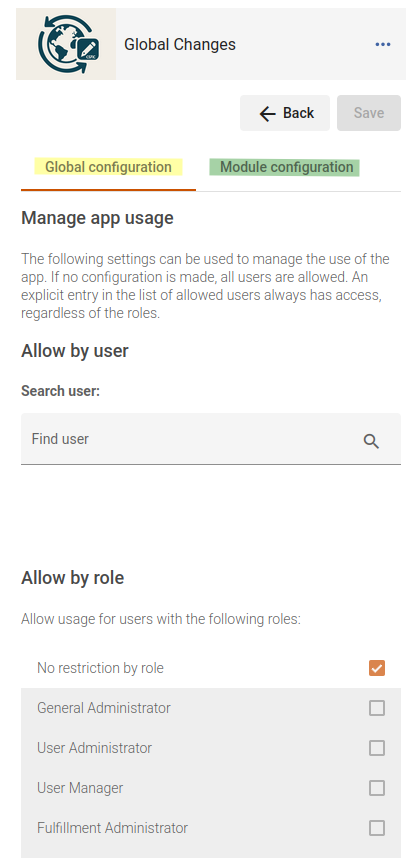 Global Changes
Back
Save
Global configuration
Module configuration
Manage app usage
The following settings can be used to manage the use of the
app. If no configuration is made, all users are allowed. An
explicit entry in the list of allowed users always has access,
regardless of the roles.
Allow by user
Search user:
Find user
Allow by role
Allow usage for users with the following roles:
No restriction by role
General Administrator
User Administrator
User Manager
Fulfillment Administrator